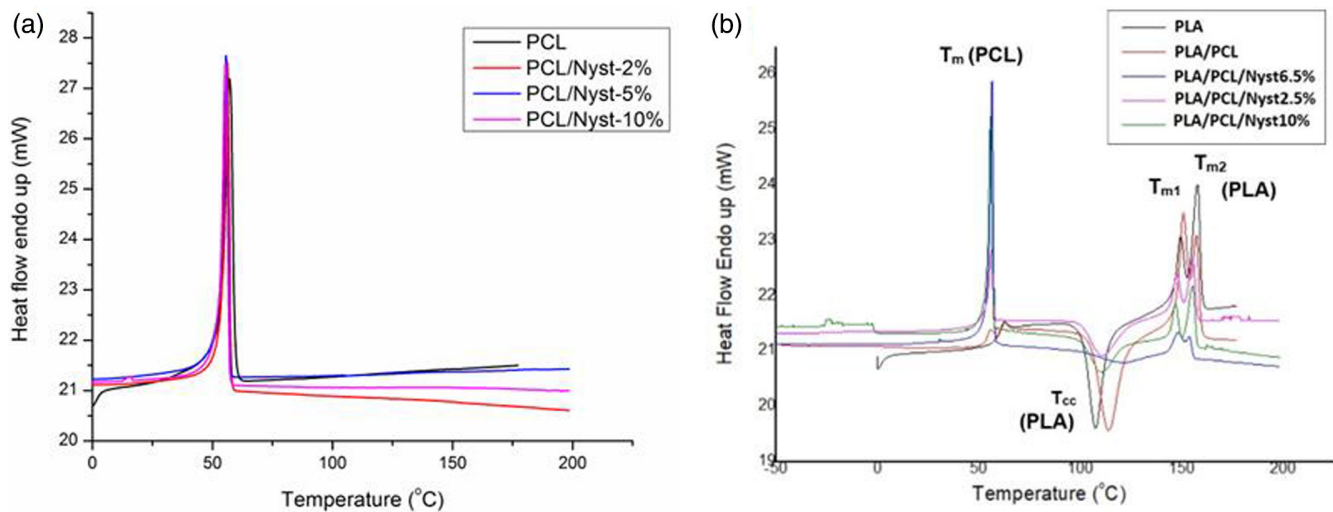 (a)
28
27
26
25
24
23
22
21
20
Heat flow endo up (mW)
PCL
PCL/Nyst-2%
PCL/Nyst-5%
PCL/Nyst-10%
0
50
100
150
200
Temperature (°C)
(b)
26
25
24
23
22
21
20
19
Heat Flow Endo up (mW)
Tm (PCL)
PLA
PLA/PCL
PLA/PCL/Nyst6.5%
PLA/PCL/Nyst2.5%
PLA/PCL/Nyst10%
Tm1
Tm2
(PLA)
Tcc
(PLA)
-50
0
50
100
150
200
Temperature (°C)